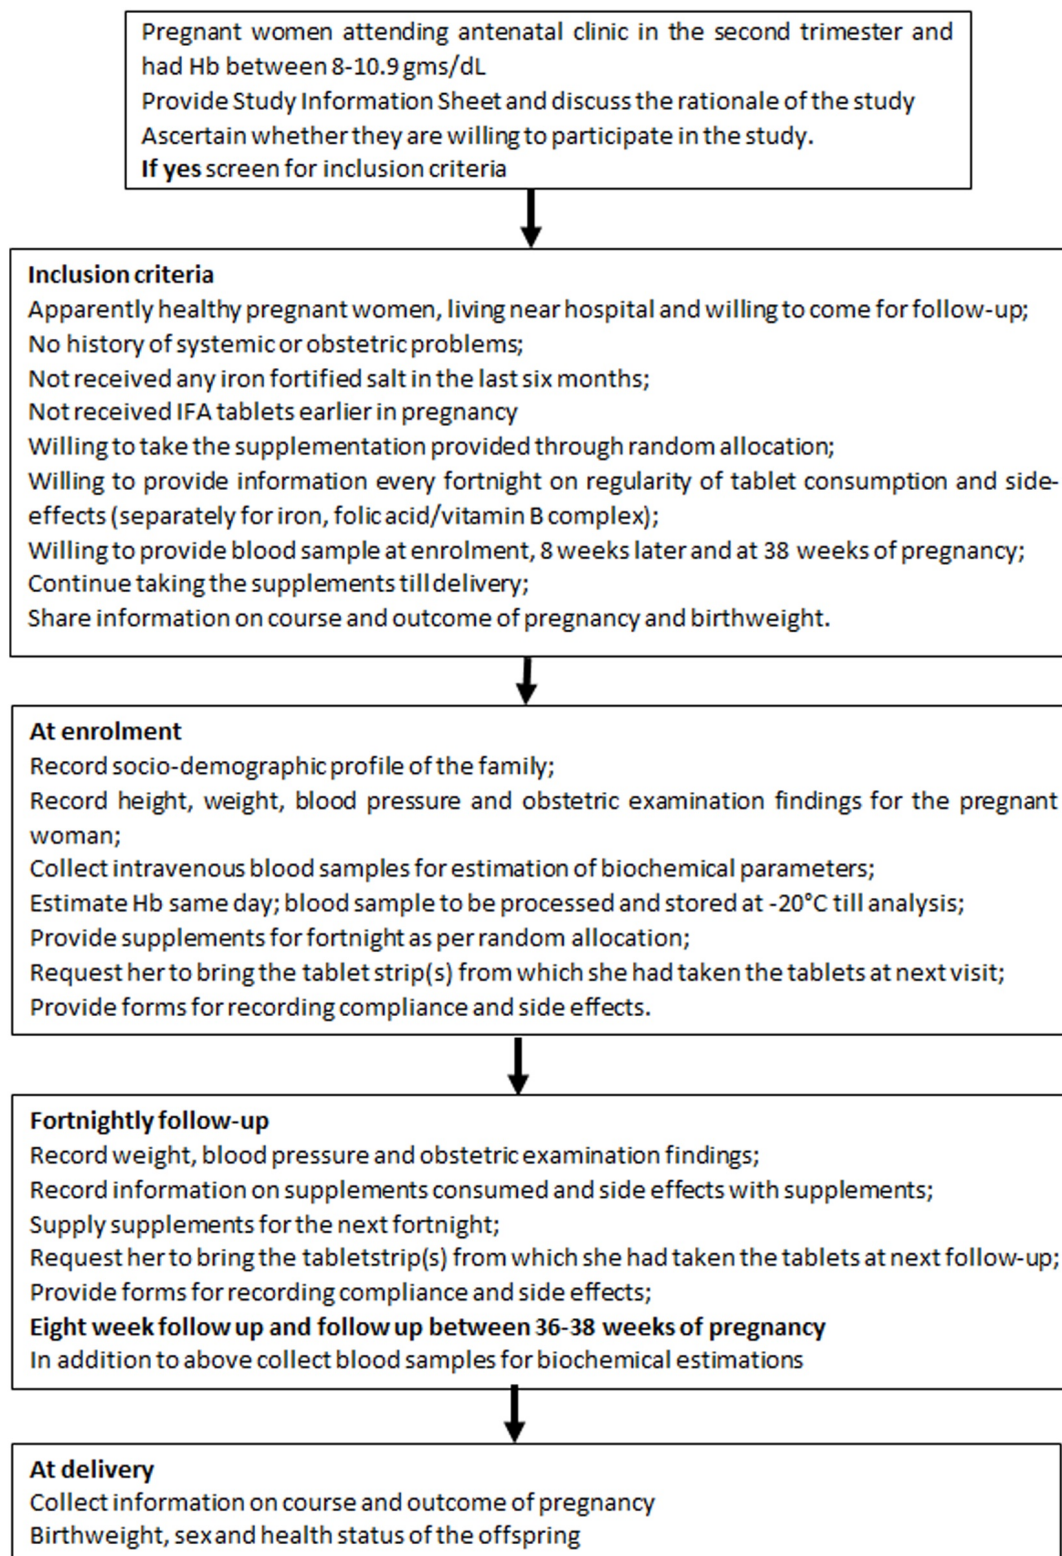 Pregnant women attending antenatal clinic in the second trimester and
had Hb between 8-10.9 gms/dL
Provide Study Information Sheet and discuss the rationale of the study
Ascertain whether they are willing to participate in the study.
If yes screen for inclusion criteria
Inclusion criteria
Apparently healthy pregnant women, living near hospital and willing to come for follow-up;
No history of systemic or obstetric problems;
Not received any iron fortified salt in the last six months;
Not received IFA tablets earlier in pregnancy
Willing to take the supplementation provided through random allocation;
Willing to provide information every fortnight on regularity of tablet consumption and side-
effects (separately for iron, folic acid/vitamin B complex);
Willing to provide blood sample at enrolment, 8 weeks later and at 38 weeks of pregnancy;
Continue taking the supplements till delivery;
Share information on course and outcome of pregnancy and birthweight.
At enrolment
Record socio-demographic profile of the family;
Record height, weight, blood pressure and obstetric examination findings for the pregnant
woman;
Collect intravenous blood samples for estimation of biochemical parameters;
Estimate Hb same day; blood sample to be processed and stored at -20°C till analysis;
Provide supplements for fortnight as per random allocation;
Request her to bring the tablet strip(s) from which she had taken the tablets at next visit;
Provide forms for recording compliance and side effects.
Fortnightly follow-up
Record weight, blood pressure and obstetric examination findings;
Record information on supplements consumed and side effects with supplements;
Supply supplements for the next fortnight;
Request her to bring the tabletstrip(s) from which she had taken the tablets at next follow-up;
Provide forms for recording compliance and side effects;
Eight week follow up and follow up between 36-38 weeks of pregnancy
In addition to above collect blood samples for biochemical estimations
At delivery
Collect information on course and outcome of pregnancy
Birthweight, sex and health status of the offspring